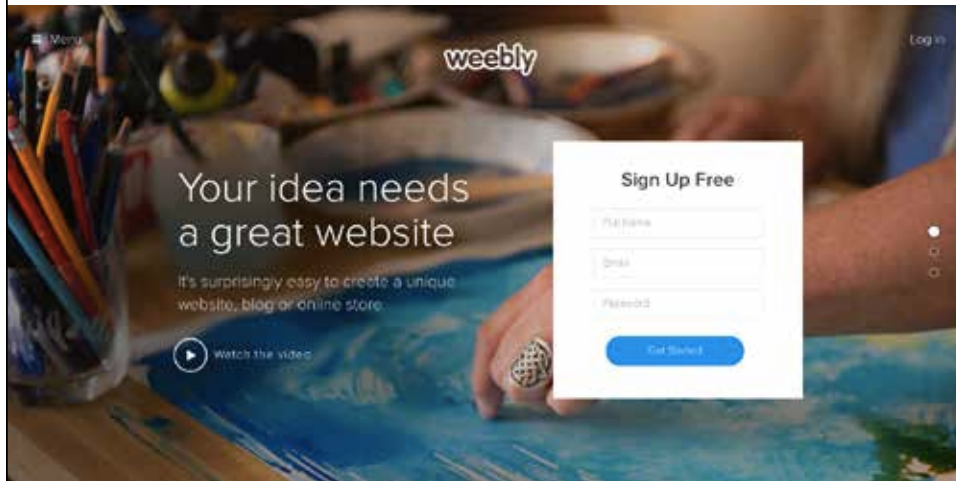 Menu
weebly
Log in
Your idea needs
a great website
It's surprisingly easy to create a unique
website, blog or online store
Watch the video
Sign Up Free
Full Name
Email
Password
Get Started